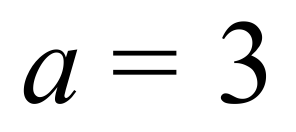 a = 3